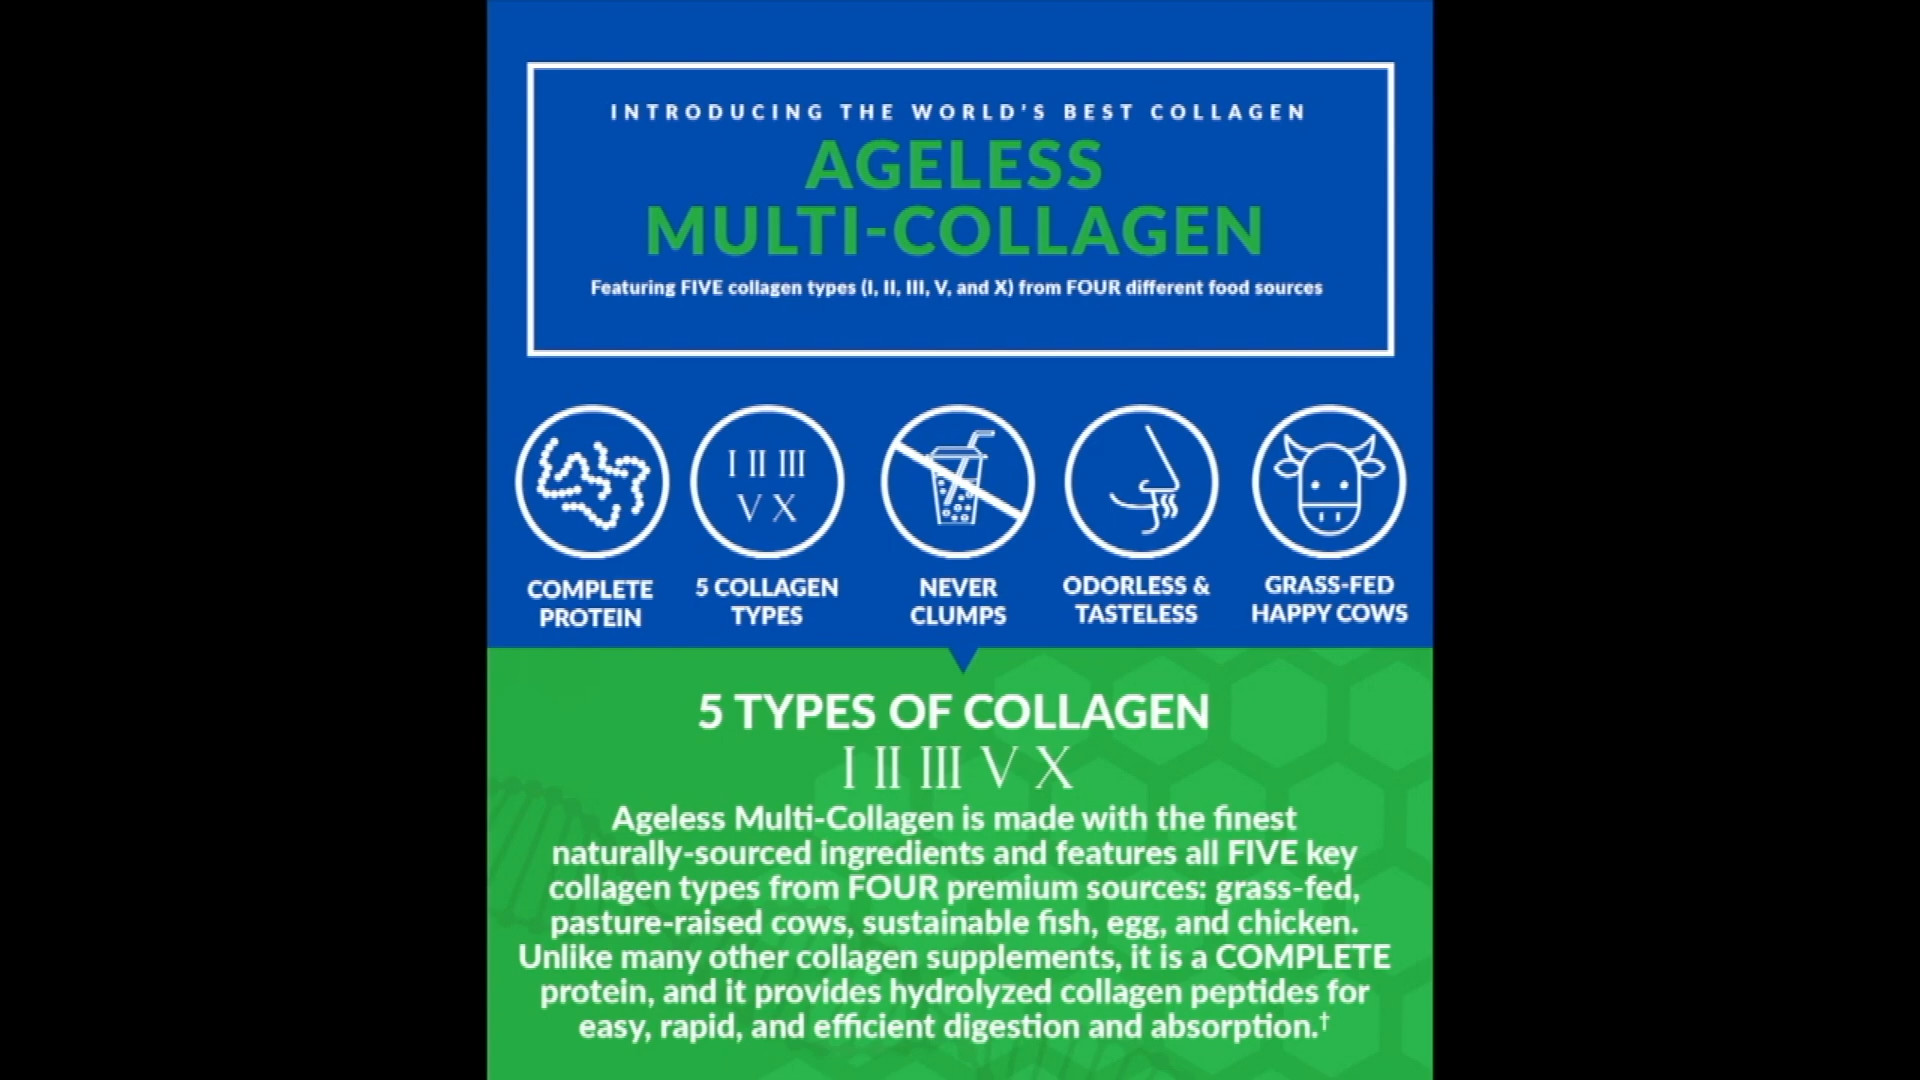 INTRODUCING THE WORLD'S BEST COLLAGEN
AGELESS
MULTI-COLLAGEN
Featuring FIVE collagen types (I, II, III, V, and X) from FOUR different food sources
I II III
V X
COMPLETE
PROTEIN
5 COLLAGEN
TYPES
NEVER
CLUMPS
ODORLESS &
TASTELESS
GRASS-FED
HAPPY COWS
5 TYPES OF COLLAGEN
I II III V X
Ageless Multi-Collagen is made with the finest
naturally-sourced ingredients and features all FIVE key
collagen types from FOUR premium sources: grass-fed,
pasture-raised cows, sustainable fish, egg, and chicken.
Unlike many other collagen supplements, it is a COMPLETE
protein, and it provides hydrolyzed collagen peptides for
easy, rapid, and efficient digestion and absorption.†